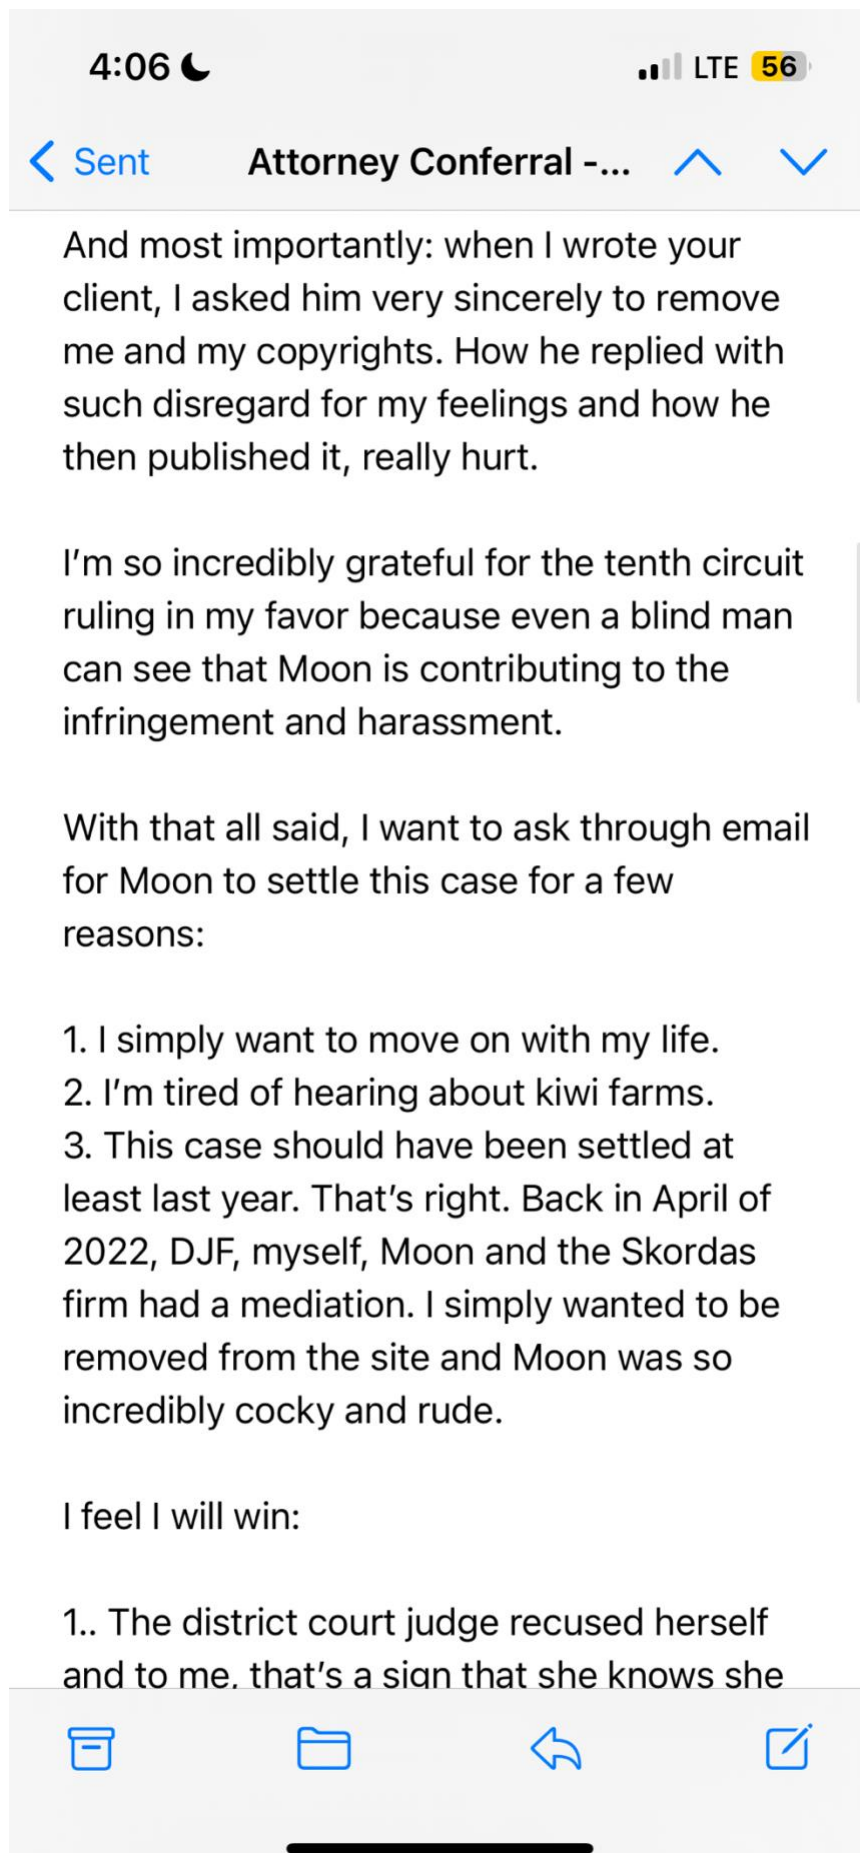 4:06
LTE 56
Sent
Attorney Conferral -...
And most importantly: when I wrote your
client, I asked him very sincerely to remove
me and my copyrights. How he replied with
such disregard for my feelings and how he
then published it, really hurt.
I'm so incredibly grateful for the tenth circuit
ruling in my favor because even a blind man
can see that Moon is contributing to the
infringement and harassment.
With that all said, I want to ask through email
for Moon to settle this case for a few
reasons:
1. I simply want to move on with my life.
2. I'm tired of hearing about kiwi farms.
3. This case should have been settled at
least last year. That's right. Back in April of
2022, DJF, myself, Moon and the Skordas
firm had a mediation. I simply wanted to be
removed from the site and Moon was so
incredibly cocky and rude.
I feel I will win:
1.. The district court judge recused herself
and to me, that's a sign that she knows she